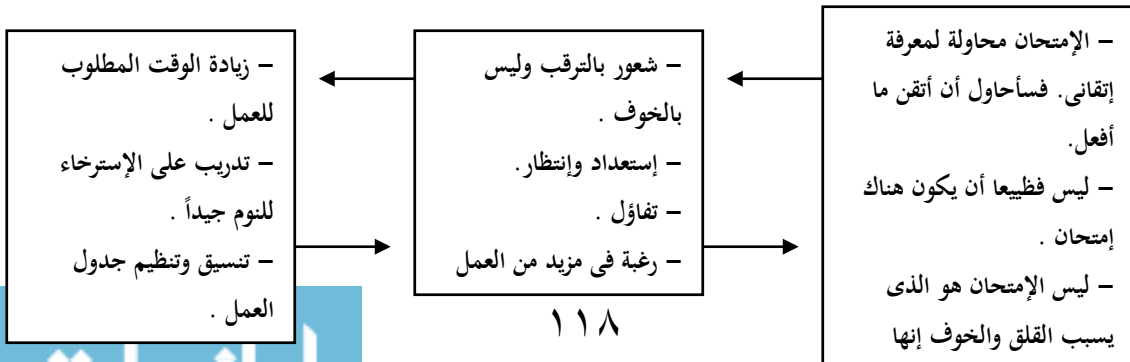 – الإمتحان محاولة لمعرفة
إتقانى. فسأحاول أن أتقن ما
أفعل.
– ليس فظييعا أن يكون هناك
إمتحان .
– ليس الإمتحان هو الذى
يسبب القلق والخوف إنها
– شعور بالترقب وليس
بالخوف .
– إستعداد وإنتظار.
– تفاؤل .
– رغبة فى مزيد من العمل
– زيادة الوقت المطلوب
للعمل .
– تدريب على الإسترخاء
للنوم جيداً .
– تنسيق وتنظيم جدول
العمل .
١١٨